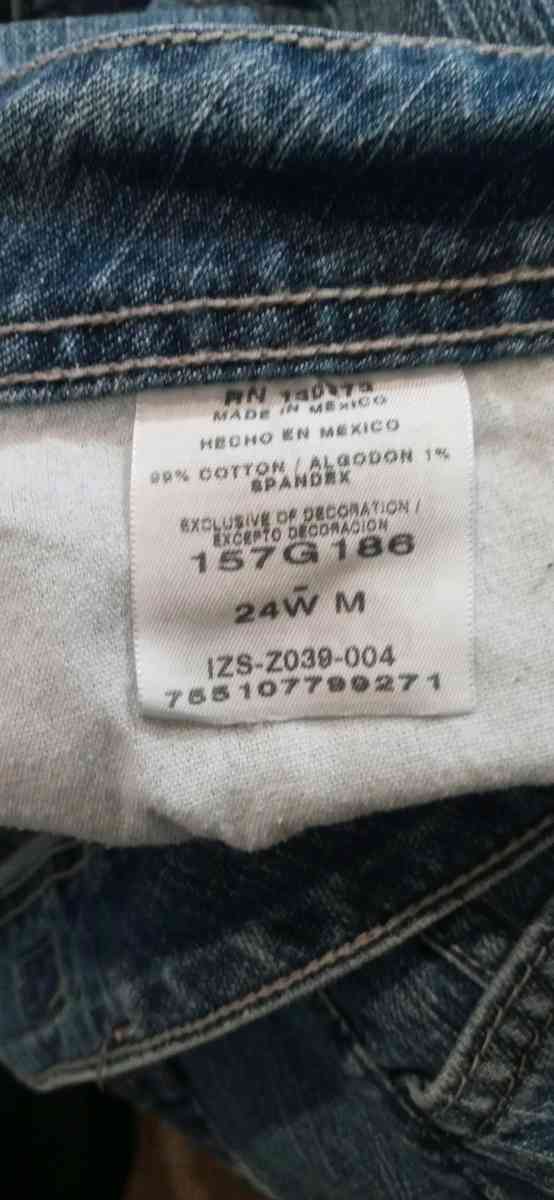 RN
MADE IN MEXICO
HECHO EN MEXICO
99% COTTON / ALGODON 1%
SPANDEX
EXCLUSIVE OF DECORATION /
EXCEPTO DECORACION
157G186
24W M
IZS-Z039-004